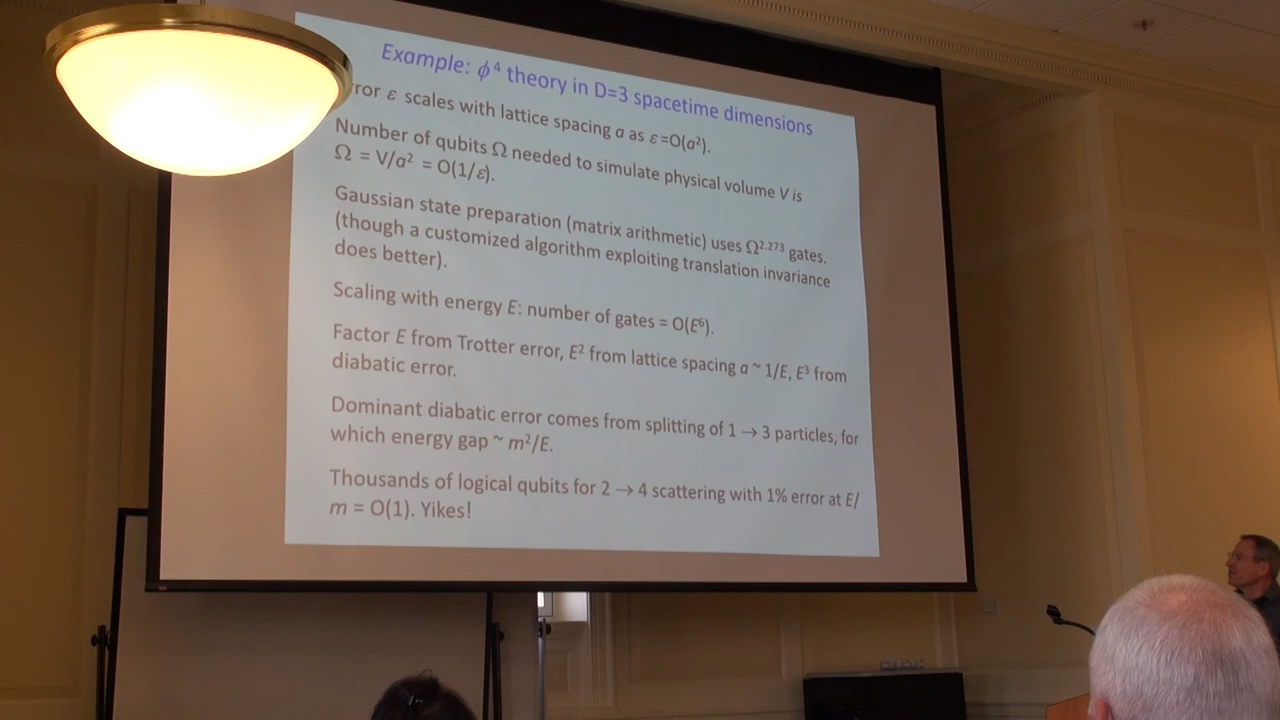 Example: ϕ⁴ theory in D=3 spacetime dimensions
ε scales with lattice spacing a as ε=O(a²).
Number of qubits Ω needed to simulate physical volume V is
Ω = V/a² = O(1/ε).
Gaussian state preparation (matrix arithmetic) uses Ω²·²⁷³ gates.
(though a customized algorithm exploiting translation invariance
does better).
Scaling with energy E: number of gates = O(E⁶).
Factor E from Trotter error, E² from lattice spacing a ~ 1/E, E³ from
diabatic error.
Dominant diabatic error comes from splitting of 1 → 3 particles, for
which energy gap ~ m²/E.
Thousands of logical qubits for 2 → 4 scattering with 1% error at E/
m = O(1). Yikes!